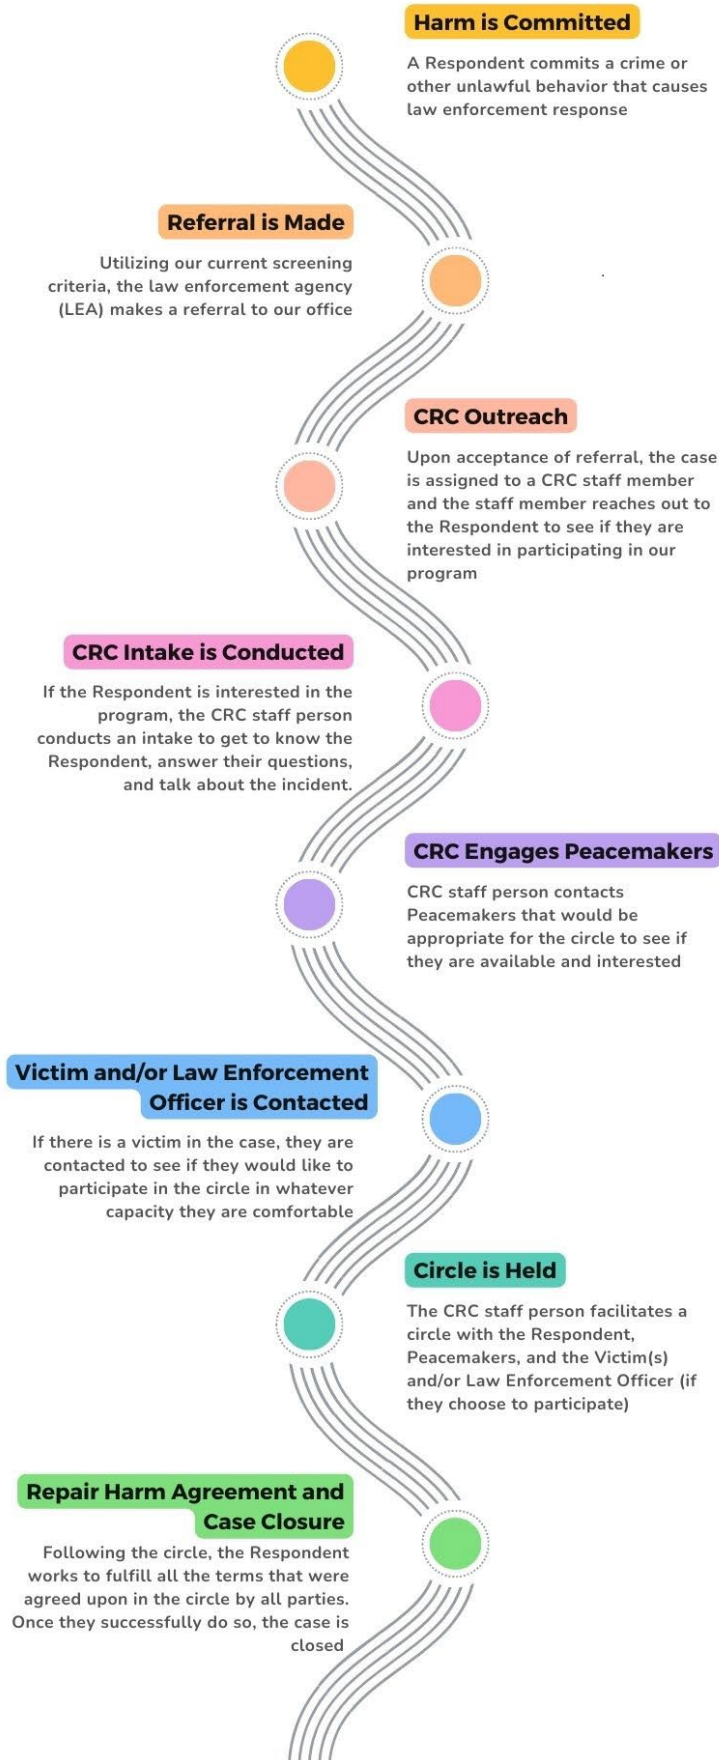 Harm is Committed
A Respondent commits a crime or
other unlawful behavior that causes
law enforcement response
Referral is Made
Utilizing our current screening
criteria, the law enforcement agency
(LEA) makes a referral to our office
CRC Outreach
Upon acceptance of referral, the case
is assigned to a CRC staff member
and the staff member reaches out to
the Respondent to see if they are
interested in participating in our
program
CRC Intake is Conducted
If the Respondent is interested in the
program, the CRC staff person
conducts an intake to get to know the
Respondent, answer their questions,
and talk about the incident.
CRC Engages Peacemakers
CRC staff person contacts
Peacemakers that would be
appropriate for the circle to see if
they are available and interested
Victim and/or Law Enforcement
Officer is Contacted
If there is a victim in the case, they are
contacted to see if they would like to
participate in the circle in whatever
capacity they are comfortable
Circle is Held
The CRC staff person facilitates a
circle with the Respondent,
Peacemakers, and the Victim(s)
and/or Law Enforcement Officer (if
they choose to participate)
Repair Harm Agreement and
Case Closure
Following the circle, the Respondent
works to fulfill all the terms that were
agreed upon in the circle by all parties.
Once they successfully do so, the case is
closed